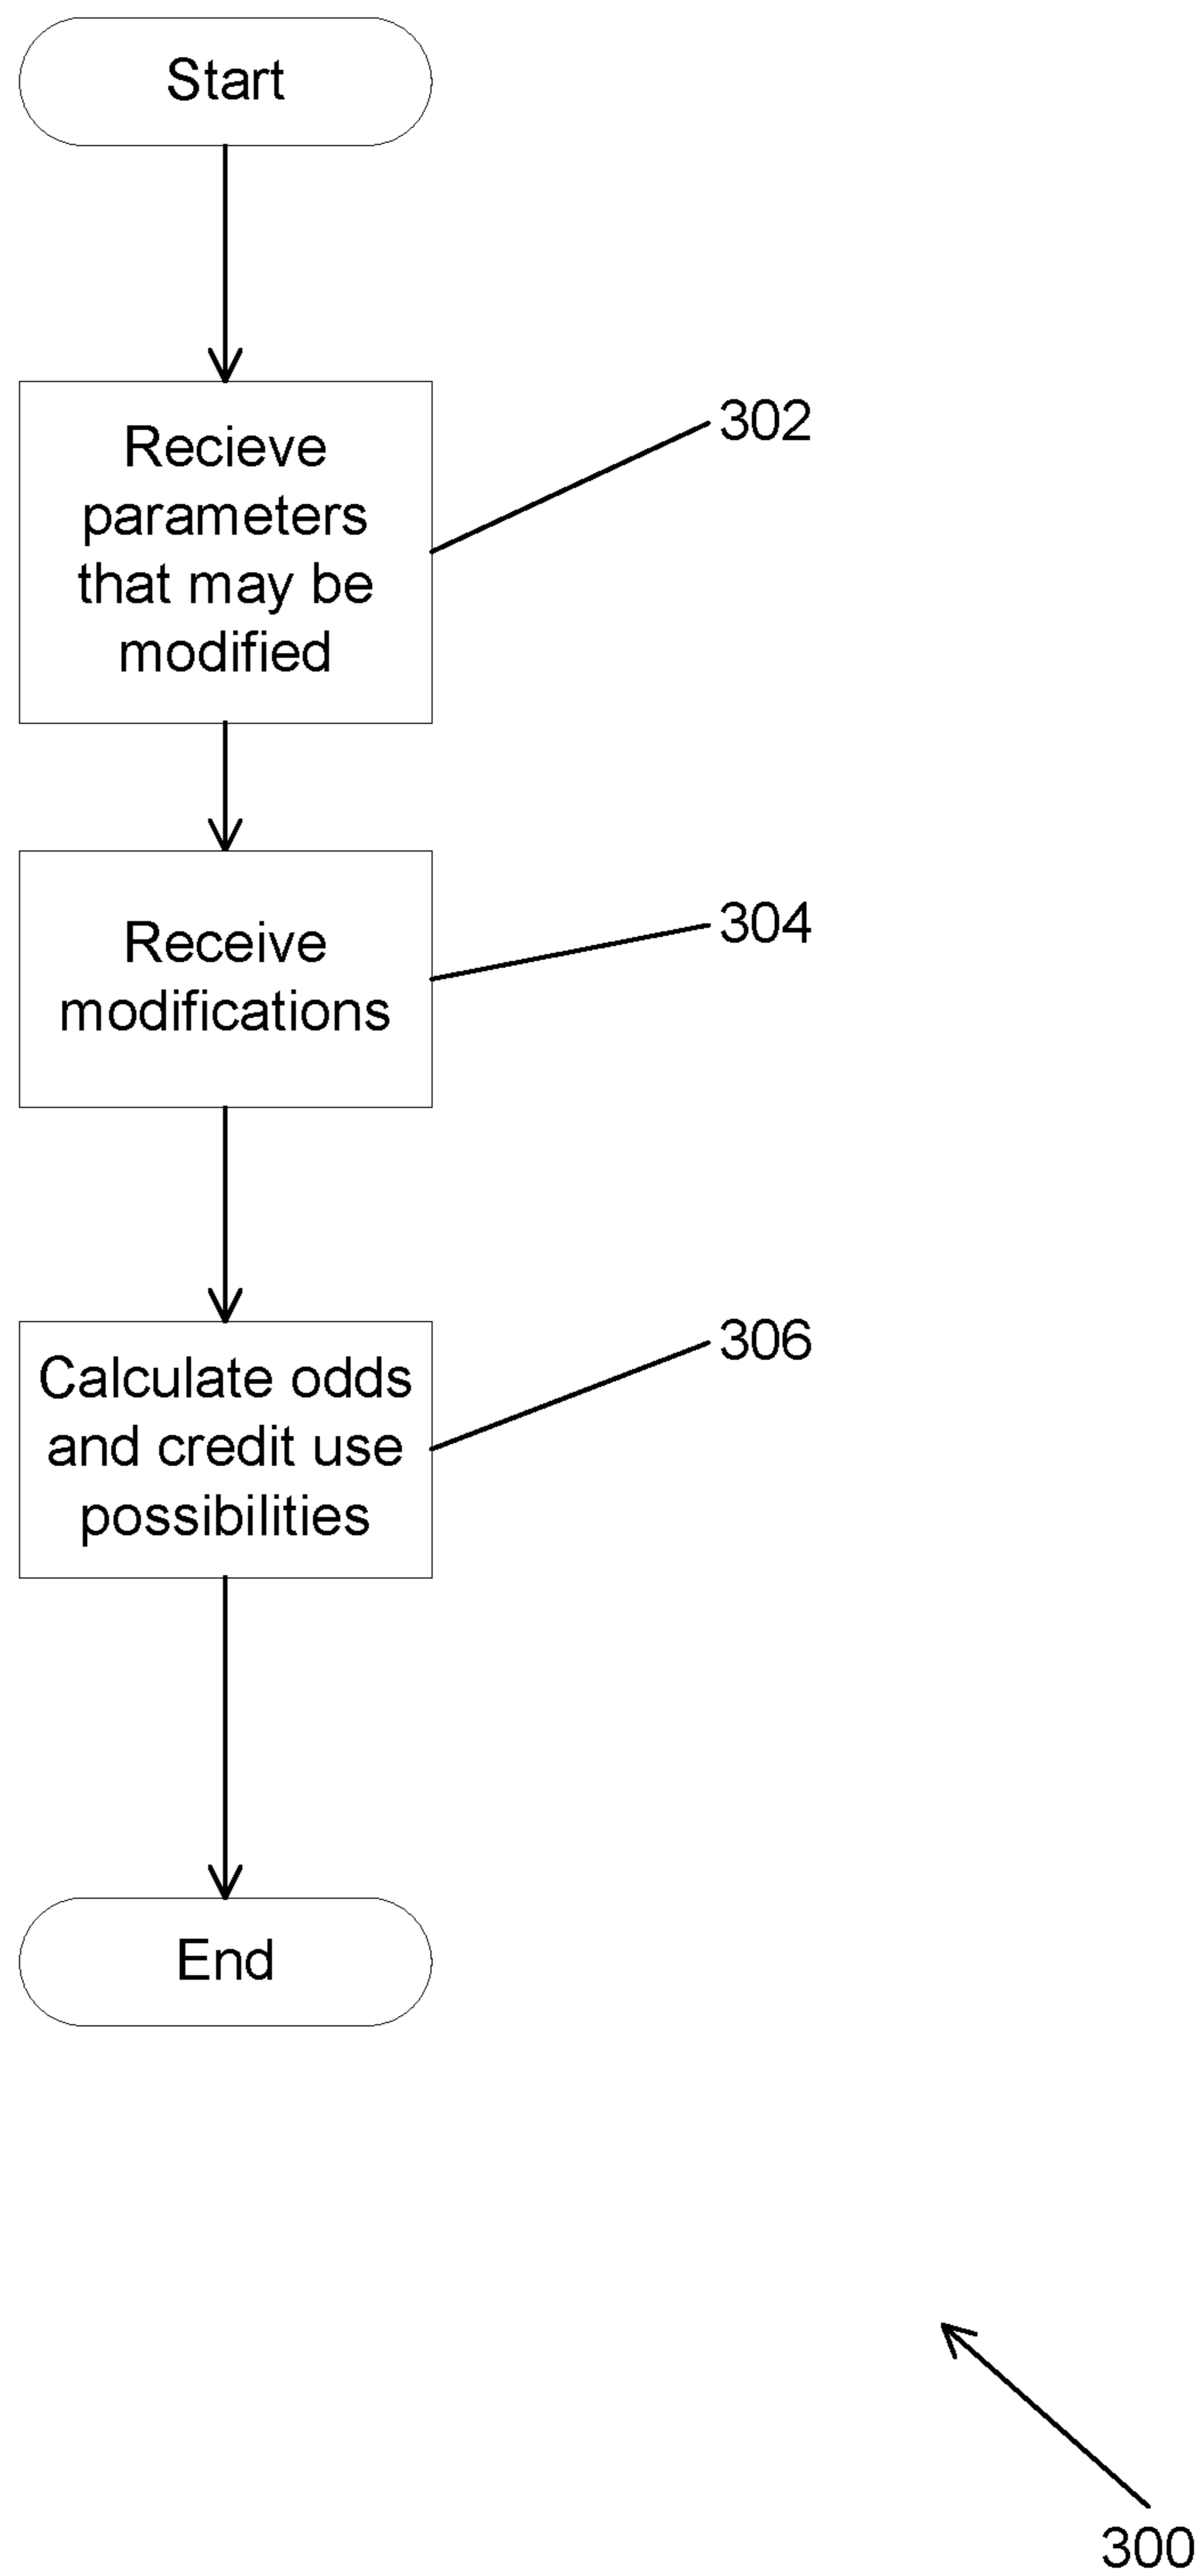 Start
Recieve
parameters
that may be
modified
302
Receive
modifications
304
Calculate odds
and credit use
possibilities
306
End
300